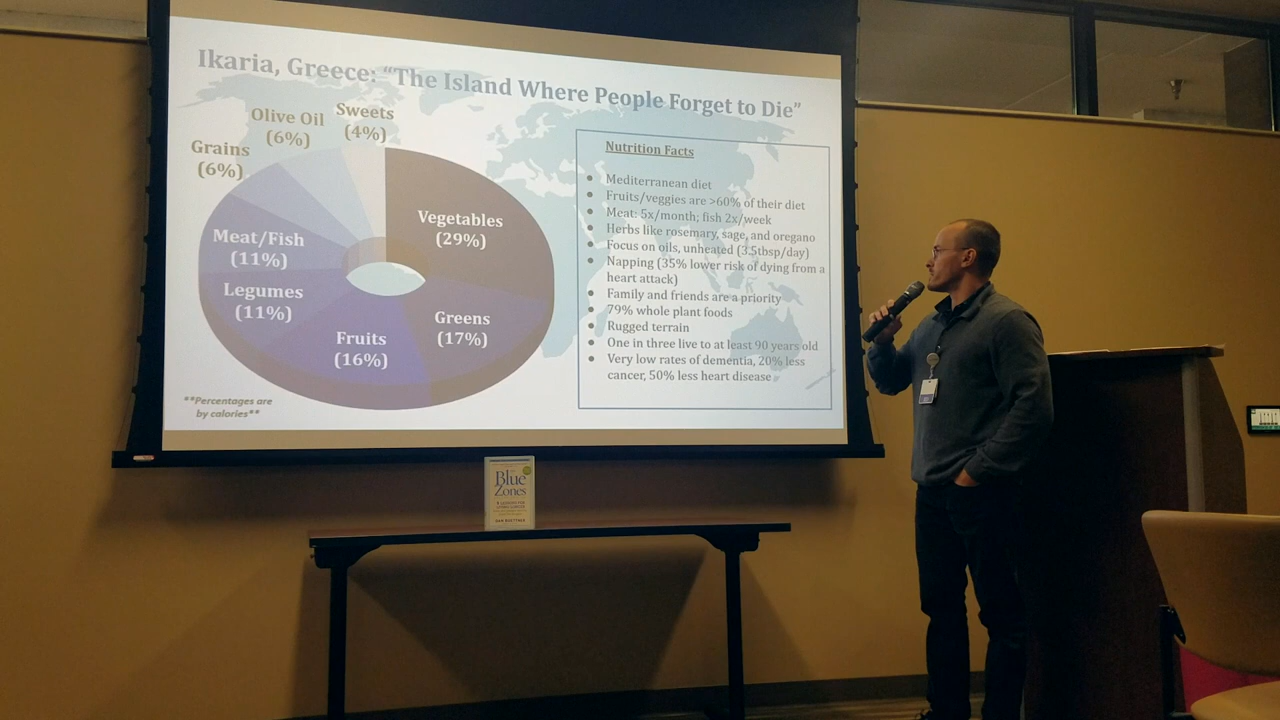 Ikaria, Greece: “The Island Where People Forget to Die”
Sweets
(4%)
Olive Oil
(6%)
Grains
(6%)
Vegetables
(29%)
Meat/Fish
(11%)
Legumes
(11%)
Fruits
(16%)
Greens
(17%)
**Percentages are
by calories**
Nutrition Facts
• Mediterranean diet
• Fruits/veggies are >60% of their diet
• Meat: 5x/month; fish 2x/week
• Herbs like rosemary, sage, and oregano
• Focus on oils, unheated (3.5tbsp/day)
• Napping (35% lower risk of dying from a
heart attack)
• Family and friends are a priority
• 79% whole plant foods
• Rugged terrain
• One in three live to at least 90 years old
• Very low rates of dementia, 20% less
cancer, 50% less heart disease
Blue
Zones
DAN BUETTNER